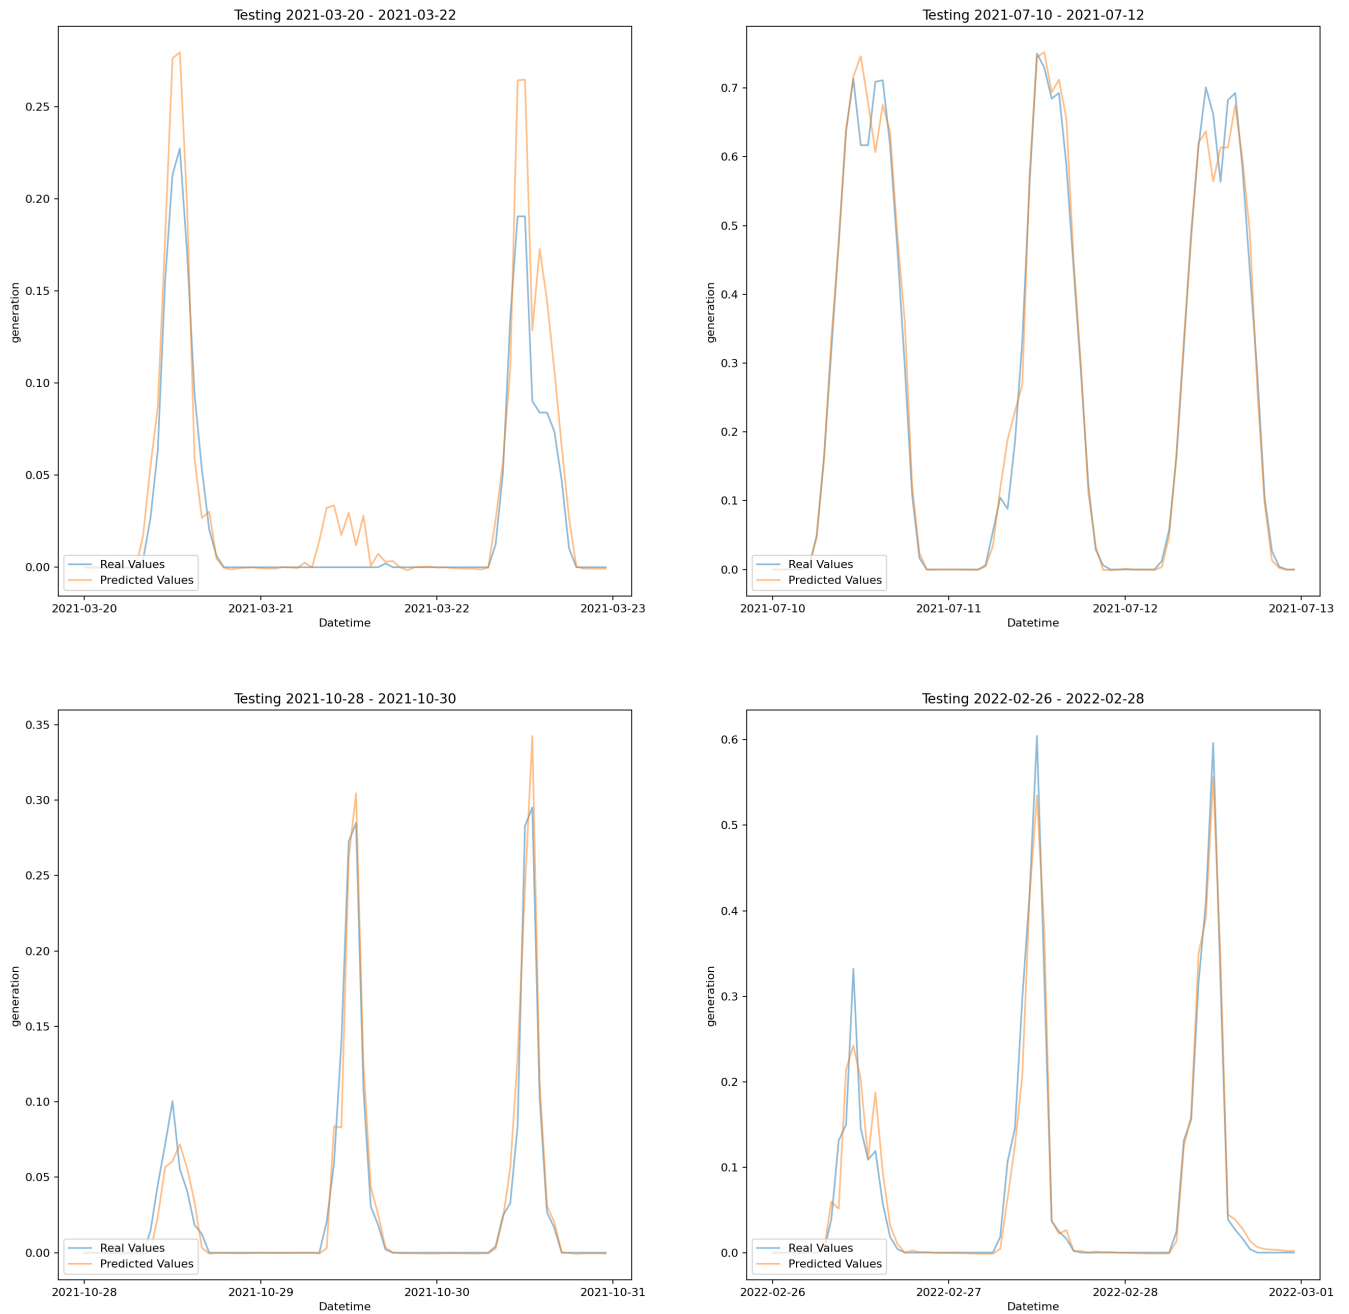 Testing 2021-03-20 - 2021-03-22
generation
0.25
0.20
0.15
0.10
0.05
0.00
Real Values
Predicted Values
2021-03-20 2021-03-21 2021-03-22 2021-03-23
Datetime
Testing 2021-07-10 - 2021-07-12
generation
0.7
0.6
0.5
0.4
0.3
0.2
0.1
0.0
Real Values
Predicted Values
2021-07-10 2021-07-11 2021-07-12 2021-07-13
Datetime
Testing 2021-10-28 - 2021-10-30
generation
0.35
0.30
0.25
0.20
0.15
0.10
0.05
0.00
Real Values
Predicted Values
2021-10-28 2021-10-29 2021-10-30 2021-10-31
Datetime
Testing 2022-02-26 - 2022-02-28
generation
0.6
0.5
0.4
0.3
0.2
0.1
0.0
Real Values
Predicted Values
2022-02-26 2022-02-27 2022-02-28 2022-03-01
Datetime